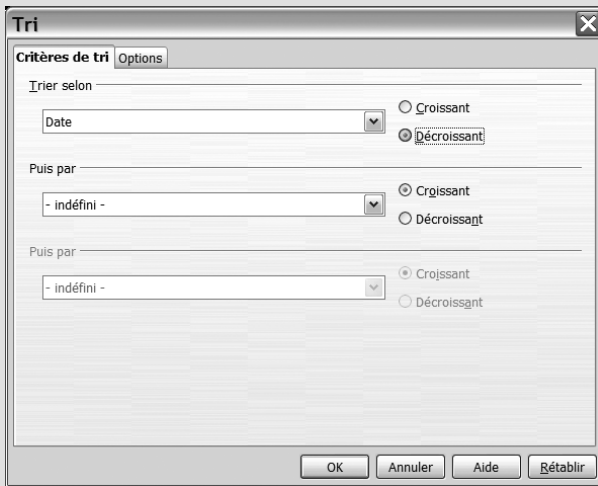 Tri
Critères de tri Options
Trier selon
Date
Croissant
Décroissant
Puis par
- indéfini -
Croissant
Décroissant
Puis par
- indéfini -
Croissant
Décroissant
OK Annuler Aide Rétablir